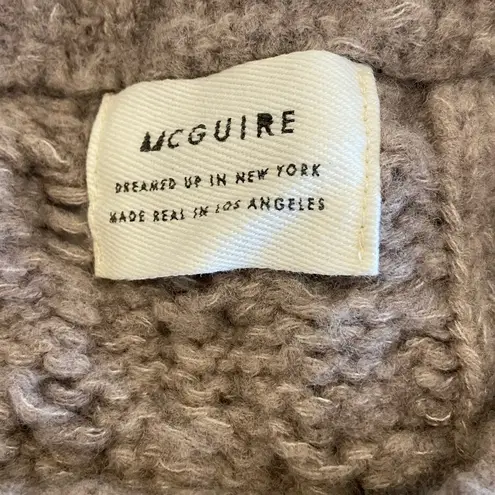 MCGUIRE
DREAMED UP IN NEW YORK
MADE REAL IN LOS ANGELES